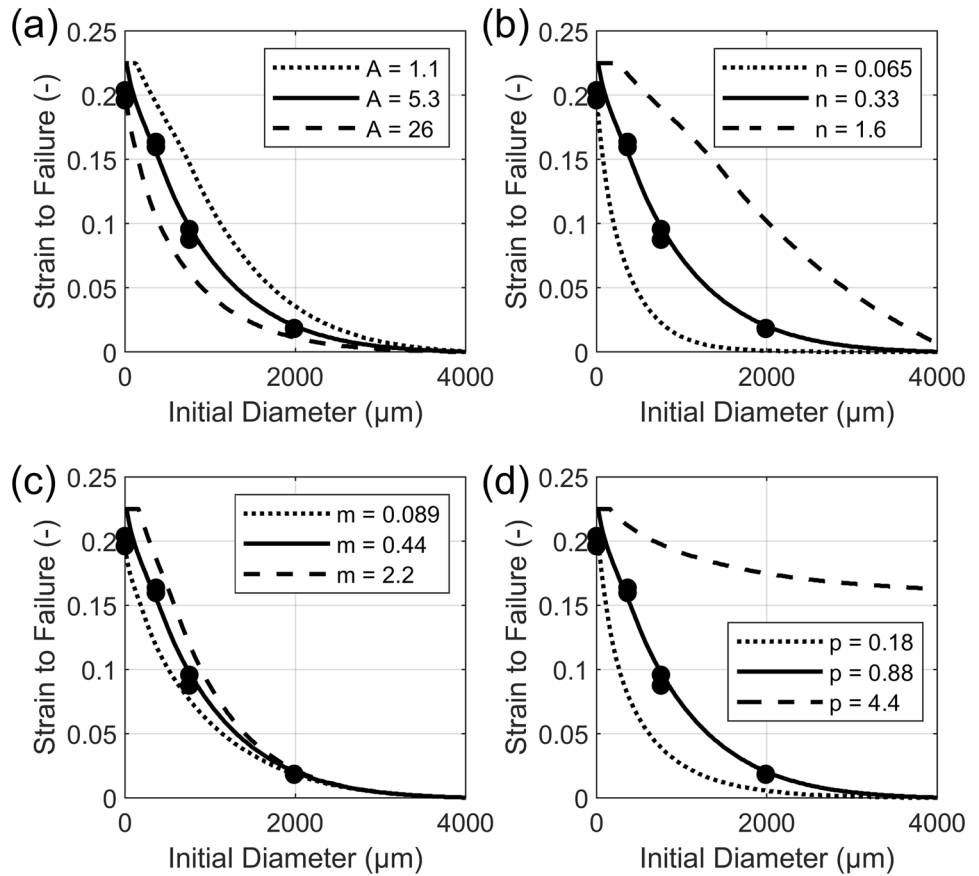 (a)
0.25
0.2
0.15
0.1
0.05
0
Strain to Failure (-)
A = 1.1
A = 5.3
A = 26
0 2000 4000
Initial Diameter (µm)
(b)
0.25
0.2
0.15
0.1
0.05
0
Strain to Failure (-)
n = 0.065
n = 0.33
n = 1.6
0 2000 4000
Initial Diameter (µm)
(c)
0.25
0.2
0.15
0.1
0.05
0
Strain to Failure (-)
m = 0.089
m = 0.44
m = 2.2
0 2000 4000
Initial Diameter (µm)
(d)
0.25
0.2
0.15
0.1
0.05
0
Strain to Failure (-)
p = 0.18
p = 0.88
p = 4.4
0 2000 4000
Initial Diameter (µm)